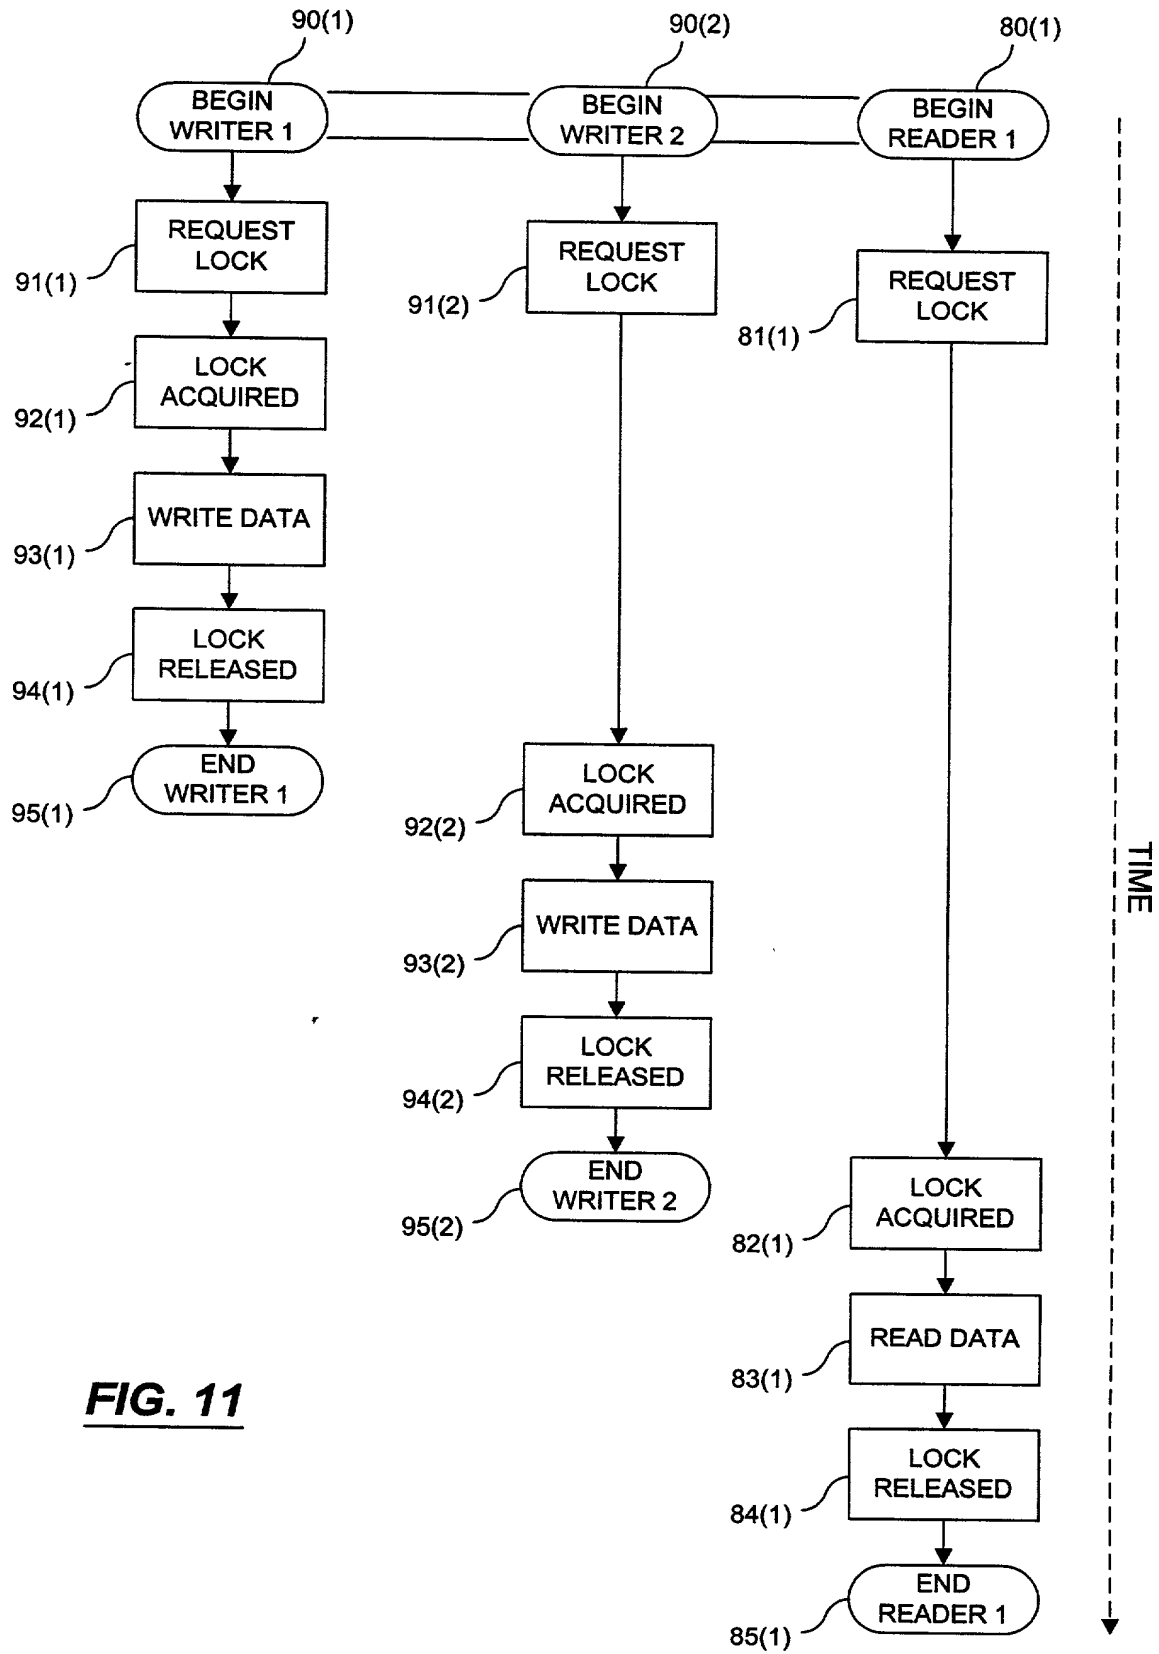 90(1)
90(2)
80(1)
BEGIN
WRITER 1
BEGIN
WRITER 2
BEGIN
READER 1
REQUEST
LOCK
91(1)
REQUEST
LOCK
91(2)
REQUEST
LOCK
81(1)
LOCK
ACQUIRED
92(1)
WRITE DATA
93(1)
LOCK
RELEASED
94(1)
END
WRITER 1
95(1)
LOCK
ACQUIRED
92(2)
TIME
WRITE DATA
93(2)
LOCK
RELEASED
94(2)
END
WRITER 2
95(2)
LOCK
ACQUIRED
82(1)
READ DATA
83(1)
FIG. 11
LOCK
RELEASED
84(1)
END
READER 1
85(1)